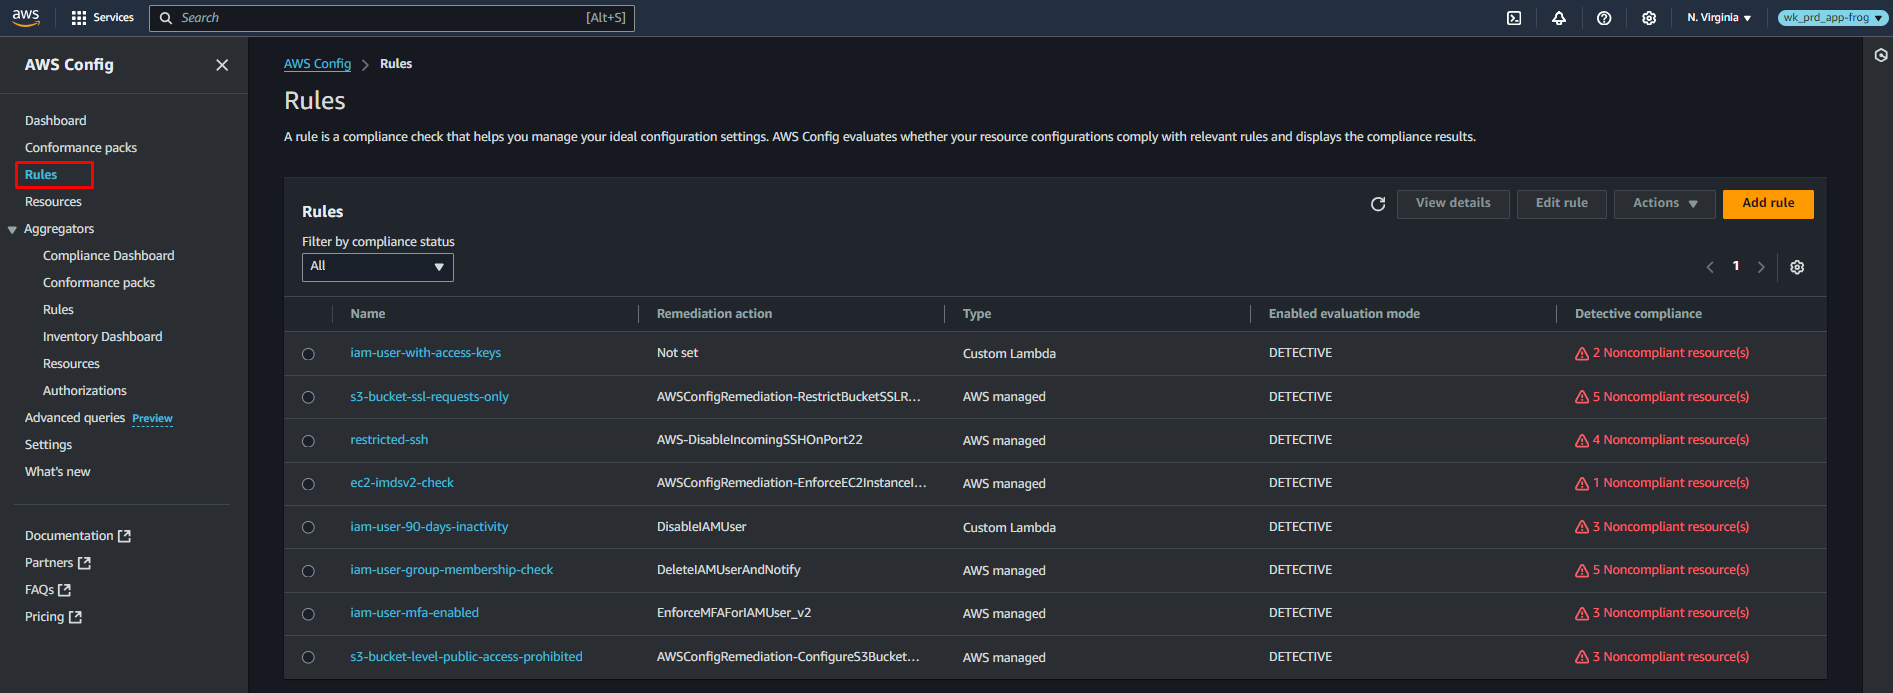 aws
Services
Search
[Alt+S]
N. Virginia
wk_prd_app-frog
AWS Config
Dashboard
Conformance packs
Rules
Resources
Aggregators
Compliance Dashboard
Conformance packs
Rules
Inventory Dashboard
Resources
Authorizations
Advanced queries Preview
Settings
What's new
Documentation
Partners
FAQs
Pricing
AWS Config > Rules
Rules
A rule is a compliance check that helps you manage your ideal configuration settings. AWS Config evaluates whether your resource configurations comply with relevant rules and displays the compliance results.
Rules
View details
Edit rule
Actions
Add rule
Filter by compliance status
All
1
Name Remediation action Type Enabled evaluation mode Detective compliance
iam-user-with-access-keys Not set Custom Lambda DETECTIVE 2 Noncompliant resource(s)
s3-bucket-ssl-requests-only AWSConfigRemediation-RestrictBucketSSLR... AWS managed DETECTIVE 5 Noncompliant resource(s)
restricted-ssh AWS-DisableIncomingSSHOnPort22 AWS managed DETECTIVE 4 Noncompliant resource(s)
ec2-imdsv2-check AWSConfigRemediation-EnforceEC2InstanceI... AWS managed DETECTIVE 1 Noncompliant resource(s)
iam-user-90-days-inactivity DisableIAMUser Custom Lambda DETECTIVE 3 Noncompliant resource(s)
iam-user-group-membership-check DeleteIAMUserAndNotify AWS managed DETECTIVE 5 Noncompliant resource(s)
iam-user-mfa-enabled EnforceMFAForIAMUser_v2 AWS managed DETECTIVE 3 Noncompliant resource(s)
s3-bucket-level-public-access-prohibited AWSConfigRemediation-ConfigureS3Bucket... AWS managed DETECTIVE 3 Noncompliant resource(s)